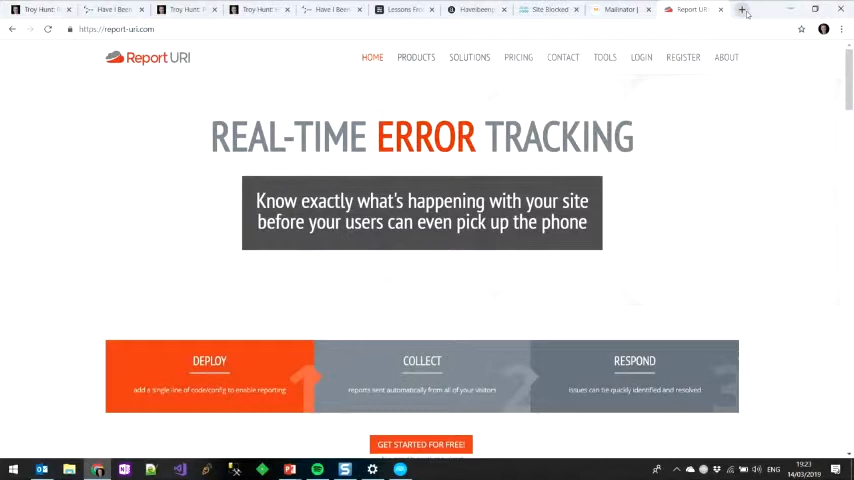 Troy Hunt:
Have I Been
Troy Hunt:
Troy Hunt:
Have I Been
Lessons Fro
Haveibeenp
Site Blocked
Mailinator |
Report URI:
https://report-uri.com
Report URI
HOME PRODUCTS SOLUTIONS PRICING CONTACT TOOLS LOGIN REGISTER ABOUT
REAL-TIME ERROR TRACKING
Know exactly what's happening with your site
before your users can even pick up the phone
DEPLOY
add a single line of code/config to enable reporting
1
COLLECT
reports sent automatically from all of your visitors
2
RESPOND
issues can be quickly identified and resolved
3
GET STARTED FOR FREE!
ENG
19:23
14/03/2019